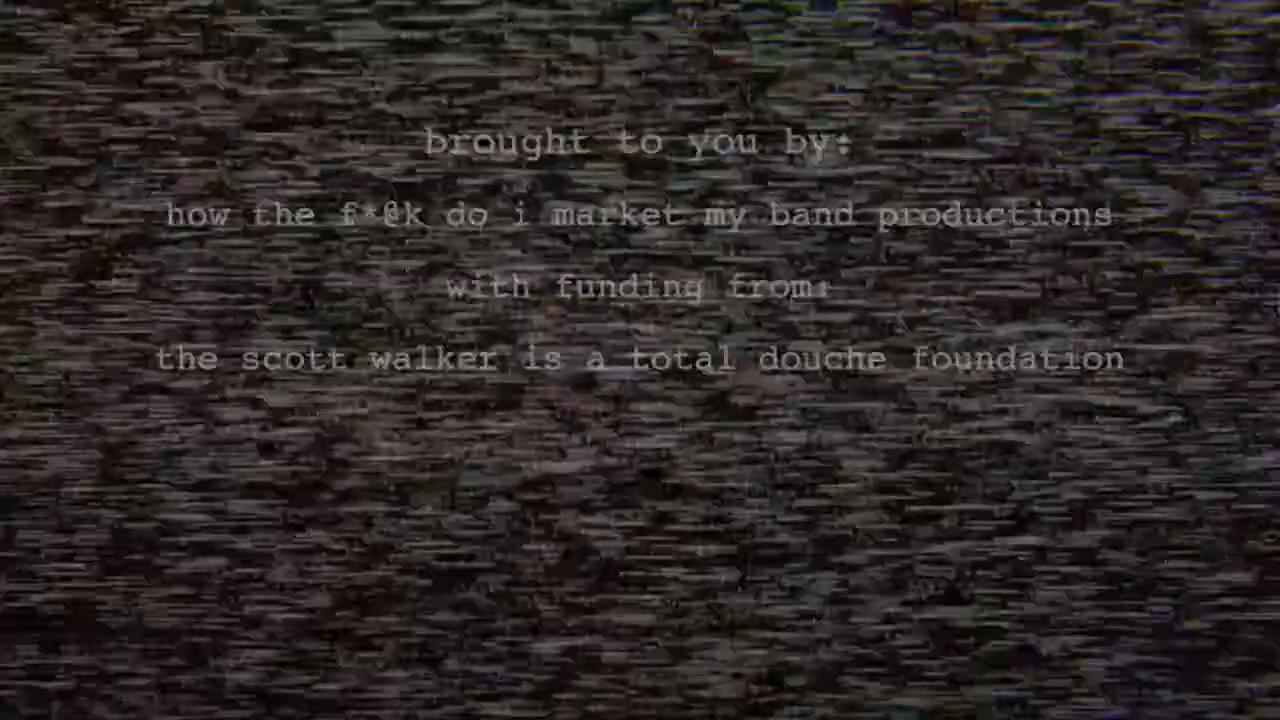 brought to you by:
how the f*@k do i market my band productions
with funding from:
the scott walker is a total douche foundation